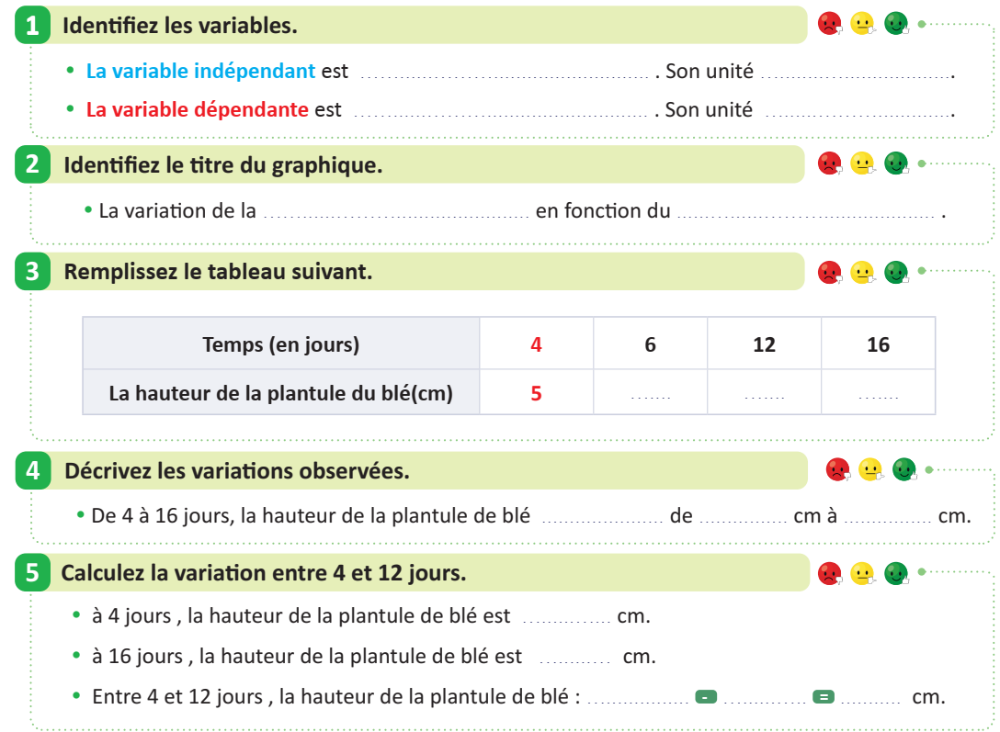 1 Identifiez les variables.
• La variable indépendant est .......................................... . Son unité .................................... .
• La variable dépendante est .......................................... . Son unité .................................... .
2 Identifiez le titre du graphique.
• La variation de la .......................................... en fonction du .......................................... .
3 Remplissez le tableau suivant.
Temps (en jours) 4 6 12 16
La hauteur de la plantule du blé(cm) 5 ....... ....... .......
4 Décrivez les variations observées.
• De 4 à 16 jours, la hauteur de la plantule de blé ...................... de ................ cm à ................ cm.
5 Calculez la variation entre 4 et 12 jours.
• à 4 jours , la hauteur de la plantule de blé est ................ cm.
• à 16 jours , la hauteur de la plantule de blé est ............. cm.
• Entre 4 et 12 jours , la hauteur de la plantule de blé : ................... - ............... = ........... cm.